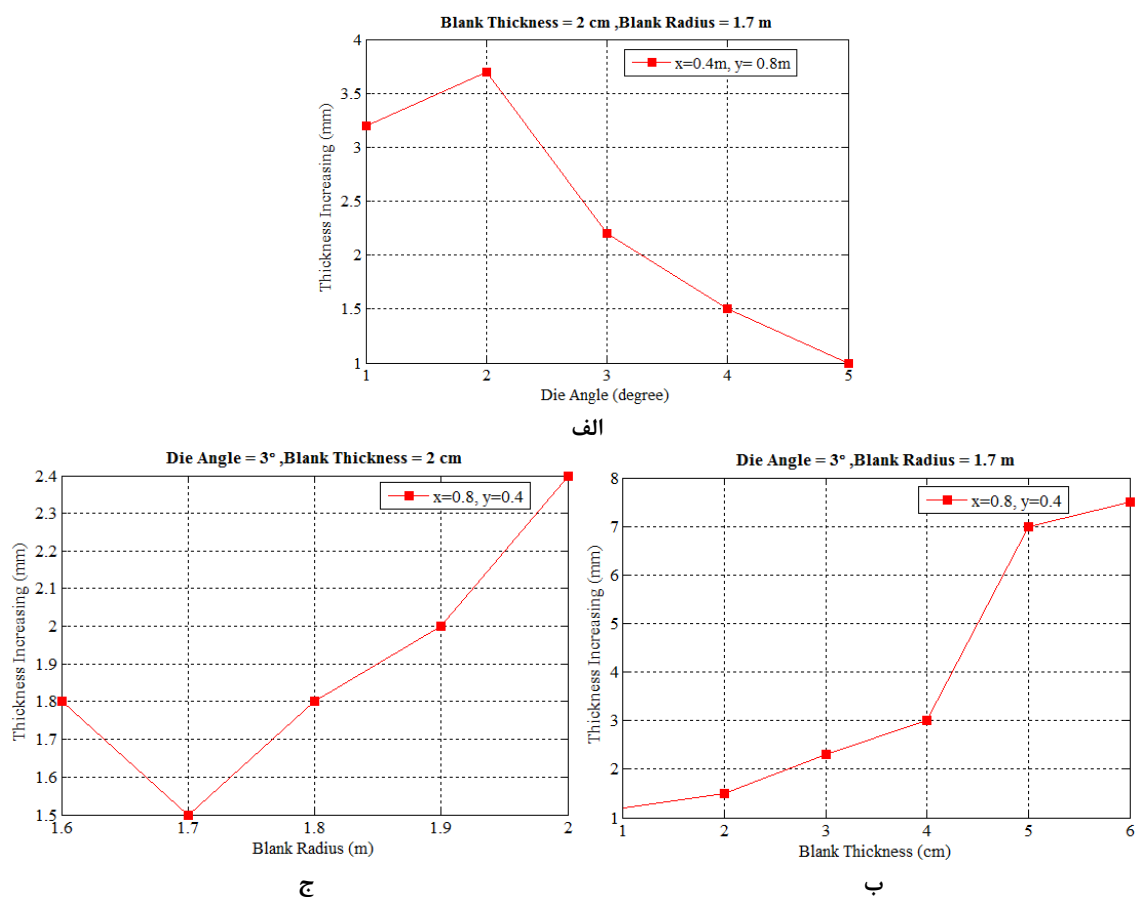 Blank Thickness = 2 cm ,Blank Radius = 1.7 m
x=0.4m, y= 0.8m
Thickness Increasing (mm)
4
3.5
3
2.5
2
1.5
1
1 2 3 4 5
Die Angle (degree)
الف
Die Angle = 3° ,Blank Thickness = 2 cm
x=0.8, y=0.4
Thickness Increasing (mm)
2.4
2.3
2.2
2.1
2
1.9
1.8
1.7
1.6
1.5
1.6 1.7 1.8 1.9 2
Blank Radius (m)
ج
Die Angle = 3° ,Blank Radius = 1.7 m
x=0.8, y=0.4
Thickness Increasing (mm)
8
7
6
5
4
3
2
1
1 2 3 4 5 6
Blank Thickness (cm)
ب